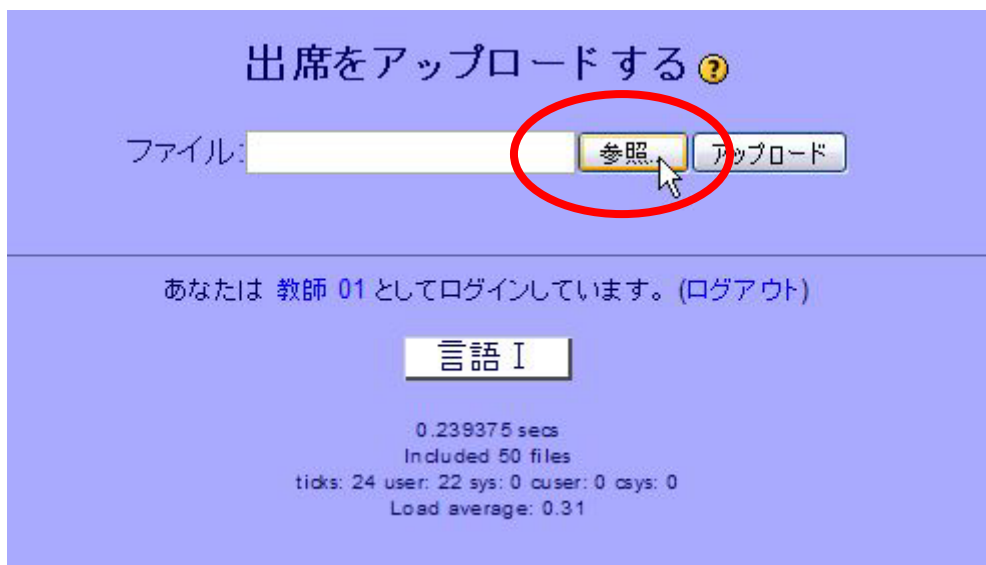 出席をアップロードする ?
ファイル: 参照... アップロード
あなたは 教師 01 としてログインしています。(ログアウト)
言語 I
0.239375 secs
Included 50 files
ticks: 24 user: 22 sys: 0 cuser: 0 csys: 0
Load average: 0.31